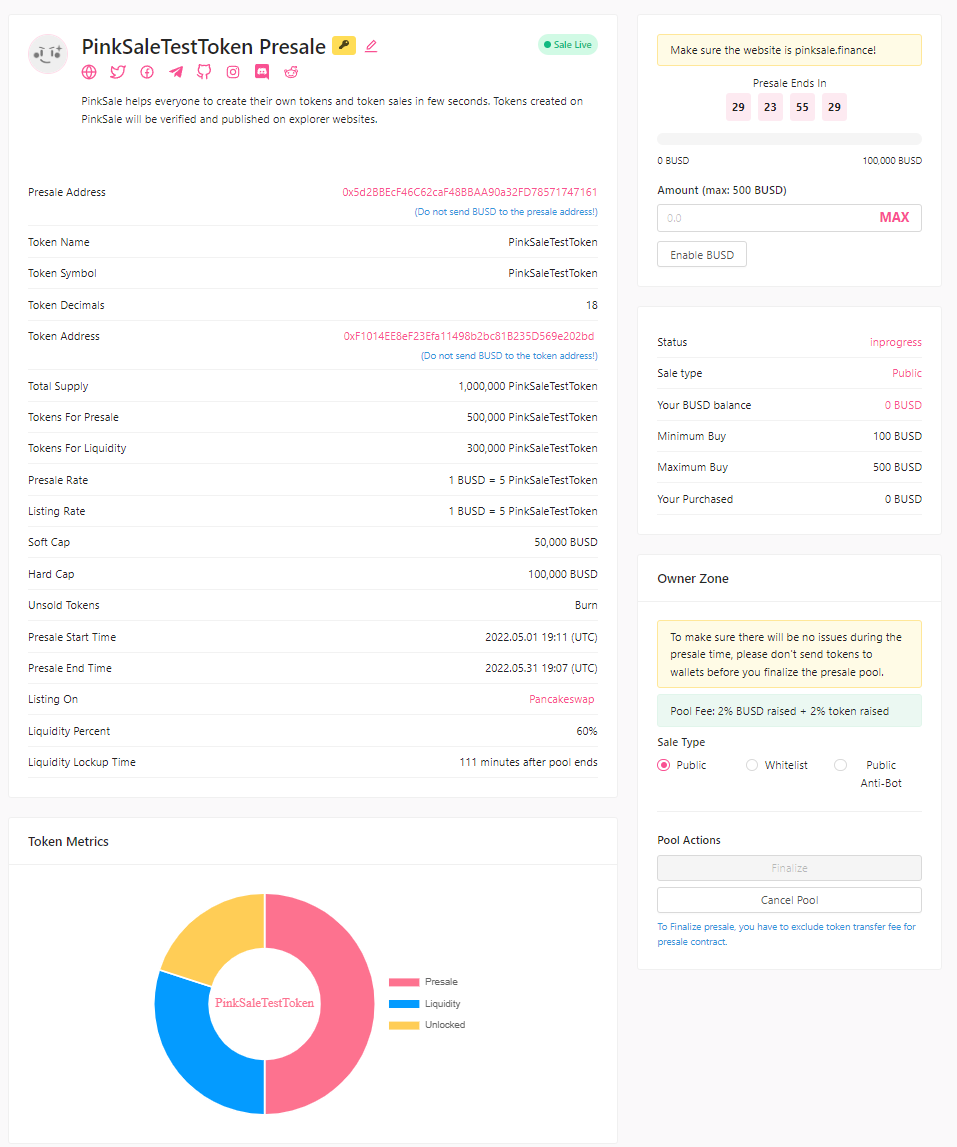 PinkSaleTestToken Presale
Sale Live
PinkSale helps everyone to create their own tokens and token sales in few seconds. Tokens created on
PinkSale will be verified and published on explorer websites.
Presale Address 0x5d2BBEcF46C62caF48BBAA90a32FD78571747161
(Do not send BUSD to the presale address!)
Token Name PinkSaleTestToken
Token Symbol PinkSaleTestToken
Token Decimals 18
Token Address 0xF1014EE8eF23Efa11498b2bc81B235D569e202bd
(Do not send BUSD to the token address!)
Total Supply 1,000,000 PinkSaleTestToken
Tokens For Presale 500,000 PinkSaleTestToken
Tokens For Liquidity 300,000 PinkSaleTestToken
Presale Rate 1 BUSD = 5 PinkSaleTestToken
Listing Rate 1 BUSD = 5 PinkSaleTestToken
Soft Cap 50,000 BUSD
Hard Cap 100,000 BUSD
Unsold Tokens Burn
Presale Start Time 2022.05.01 19:11 (UTC)
Presale End Time 2022.05.31 19:07 (UTC)
Listing On Pancakeswap
Liquidity Percent 60%
Liquidity Lockup Time 111 minutes after pool ends
Token Metrics
PinkSaleTestToken
Presale
Liquidity
Unlocked
Make sure the website is pinksale.finance!
Presale Ends In
29 23 55 29
0 BUSD 100,000 BUSD
Amount (max: 500 BUSD)
0.0 MAX
Enable BUSD
Status inprogress
Sale type Public
Your BUSD balance 0 BUSD
Minimum Buy 100 BUSD
Maximum Buy 500 BUSD
Your Purchased 0 BUSD
Owner Zone
To make sure there will be no issues during the
presale time, please don't send tokens to
wallets before you finalize the presale pool.
Pool Fee: 2% BUSD raised + 2% token raised
Sale Type
Public Whitelist Public
Anti-Bot
Pool Actions
Finalize
Cancel Pool
To Finalize presale, you have to exclude token transfer fee for
presale contract.